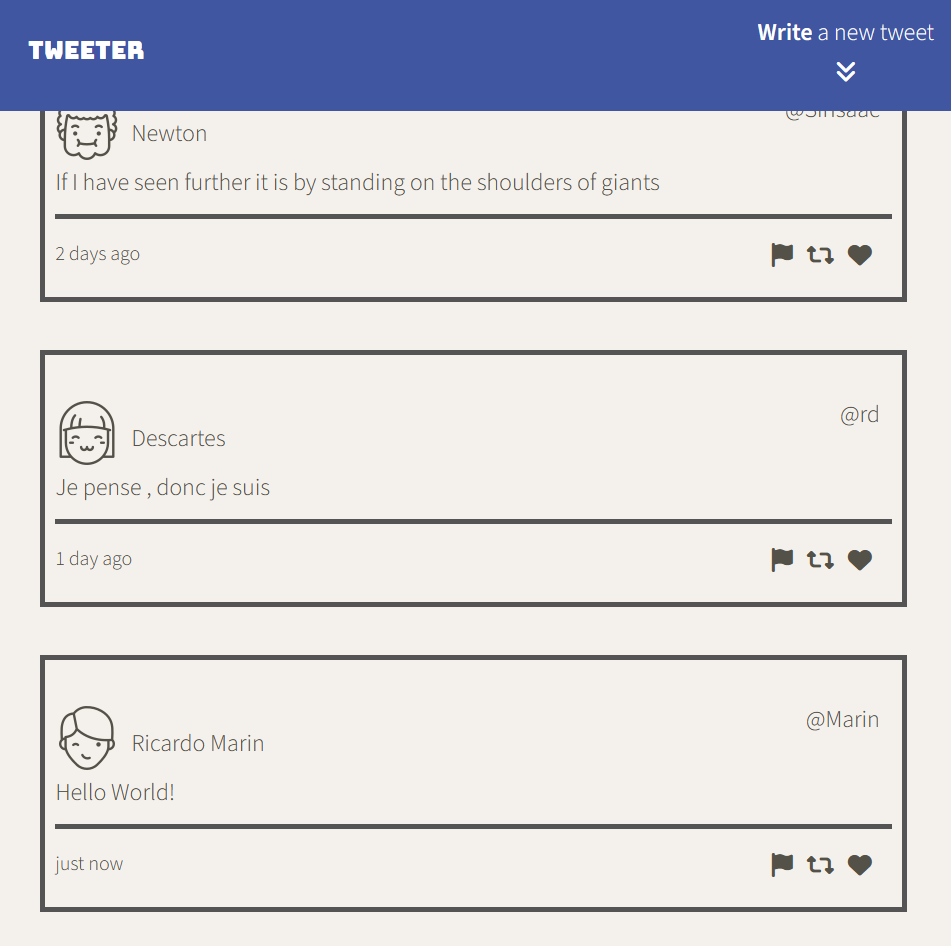 TWEETER
Write a new tweet
@SirIsaac
Newton
If I have seen further it is by standing on the shoulders of giants
2 days ago
@rd
Descartes
Je pense , donc je suis
1 day ago
@Marin
Ricardo Marin
Hello World!
just now